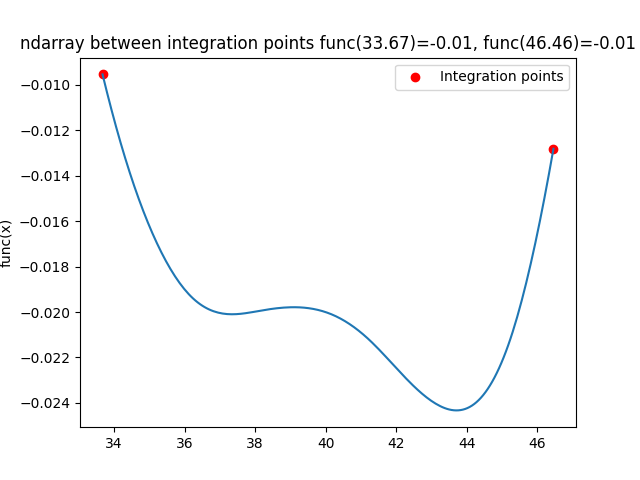 ndarray between integration points func(33.67)=-0.01, func(46.46)=-0.01
Integration points
−0.010
−0.012
−0.014
−0.016
−0.018
−0.020
−0.022
−0.024
func(x)
34 36 38 40 42 44 46